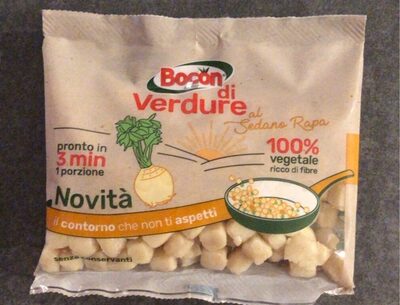 Bocòn
di
Verdure
al
Sedano Rapa
pronto in
3 min
1 porzione
100%
vegetale
ricco di fibre
Novità
il contorno che non ti aspetti
senza conservanti